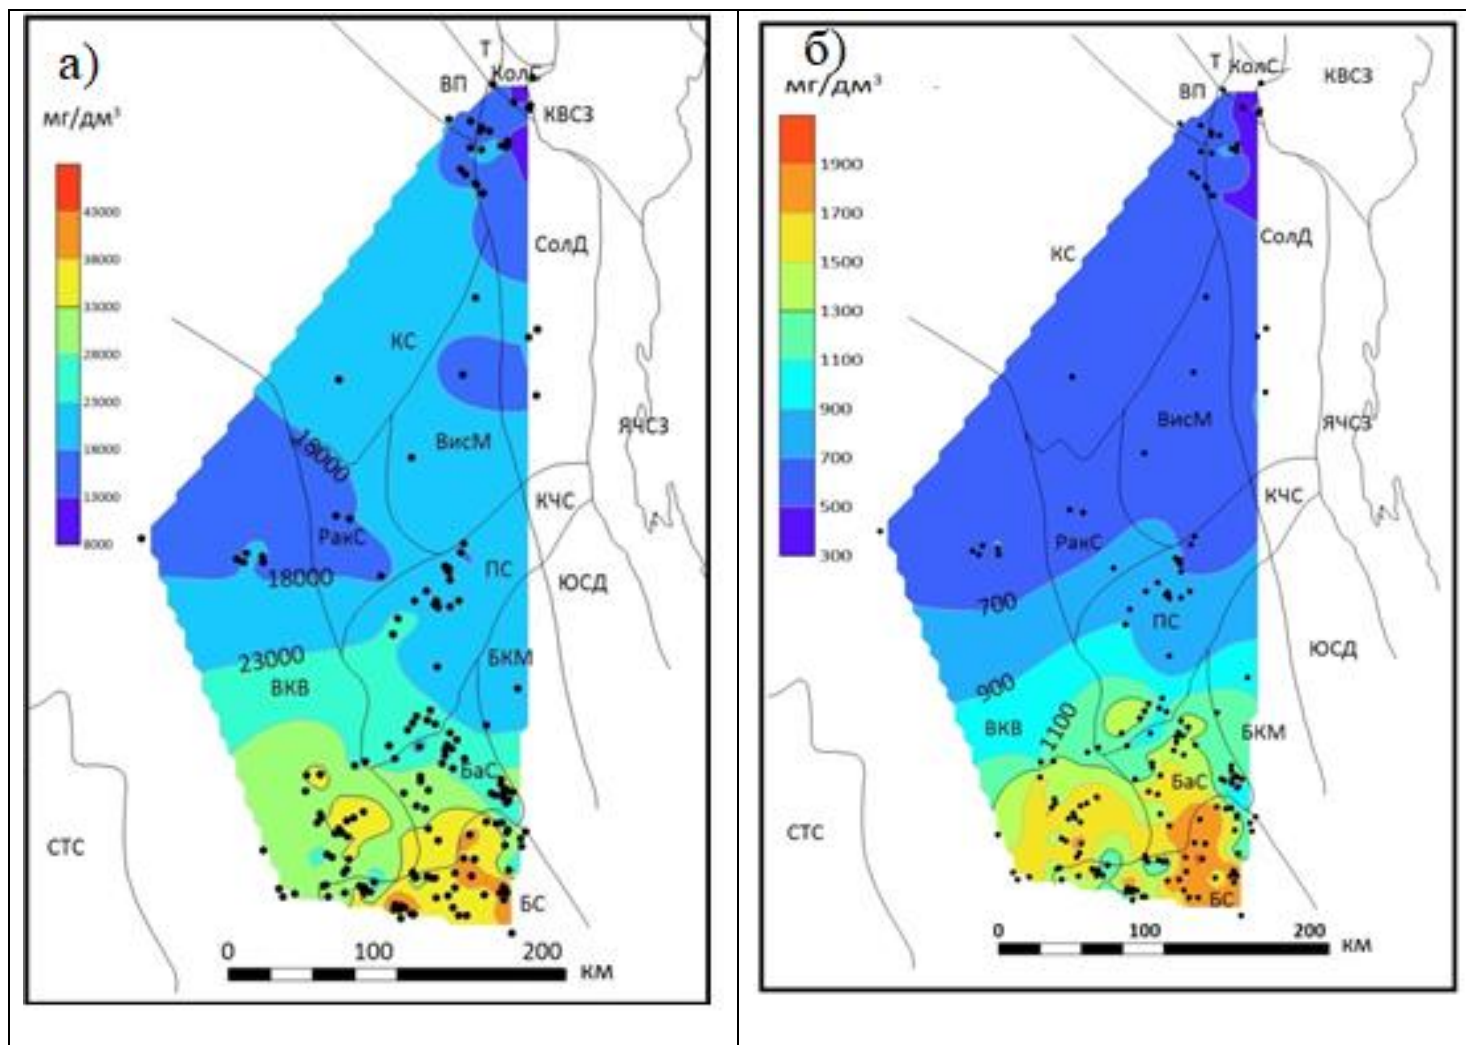 а)
мг/дм³
43000
38000
33000
28000
23000
18000
13000
8000
Т
КолС
ВП
КВСЗ
СолД
КС
ВисМ
ЯЧСЗ
18000
КЧС
РакС
ПС
18000
ЮСД
23000
БКМ
ВКВ
БаС
СТС
БС
0 100 200
км
б)
мг/дм³
1900
1700
1500
1300
1100
900
700
500
300
Т
КолС
КВСЗ
ВП
СолД
КС
ВисМ
ЯЧСЗ
КЧС
РакС
700
ПС
ЮСД
900
ВКВ
1100
БКМ
БаС
СТС
БС
0 100 200
км